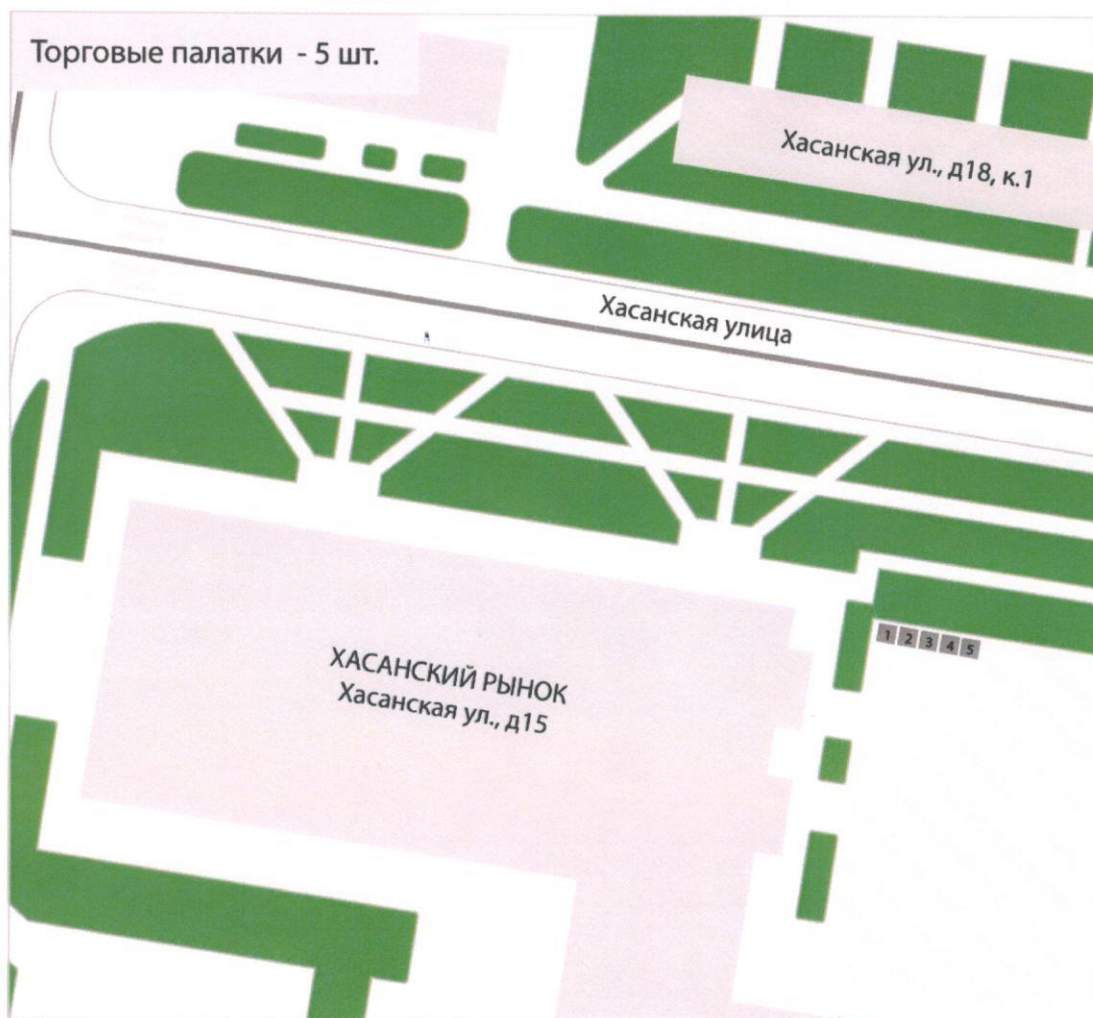 Торговые палатки - 5 шт.
Хасанская ул., д18, к.1
Хасанская улица
ХАСАНСКИЙ РЫНОК
Хасанская ул., д15
1 2 3 4 5